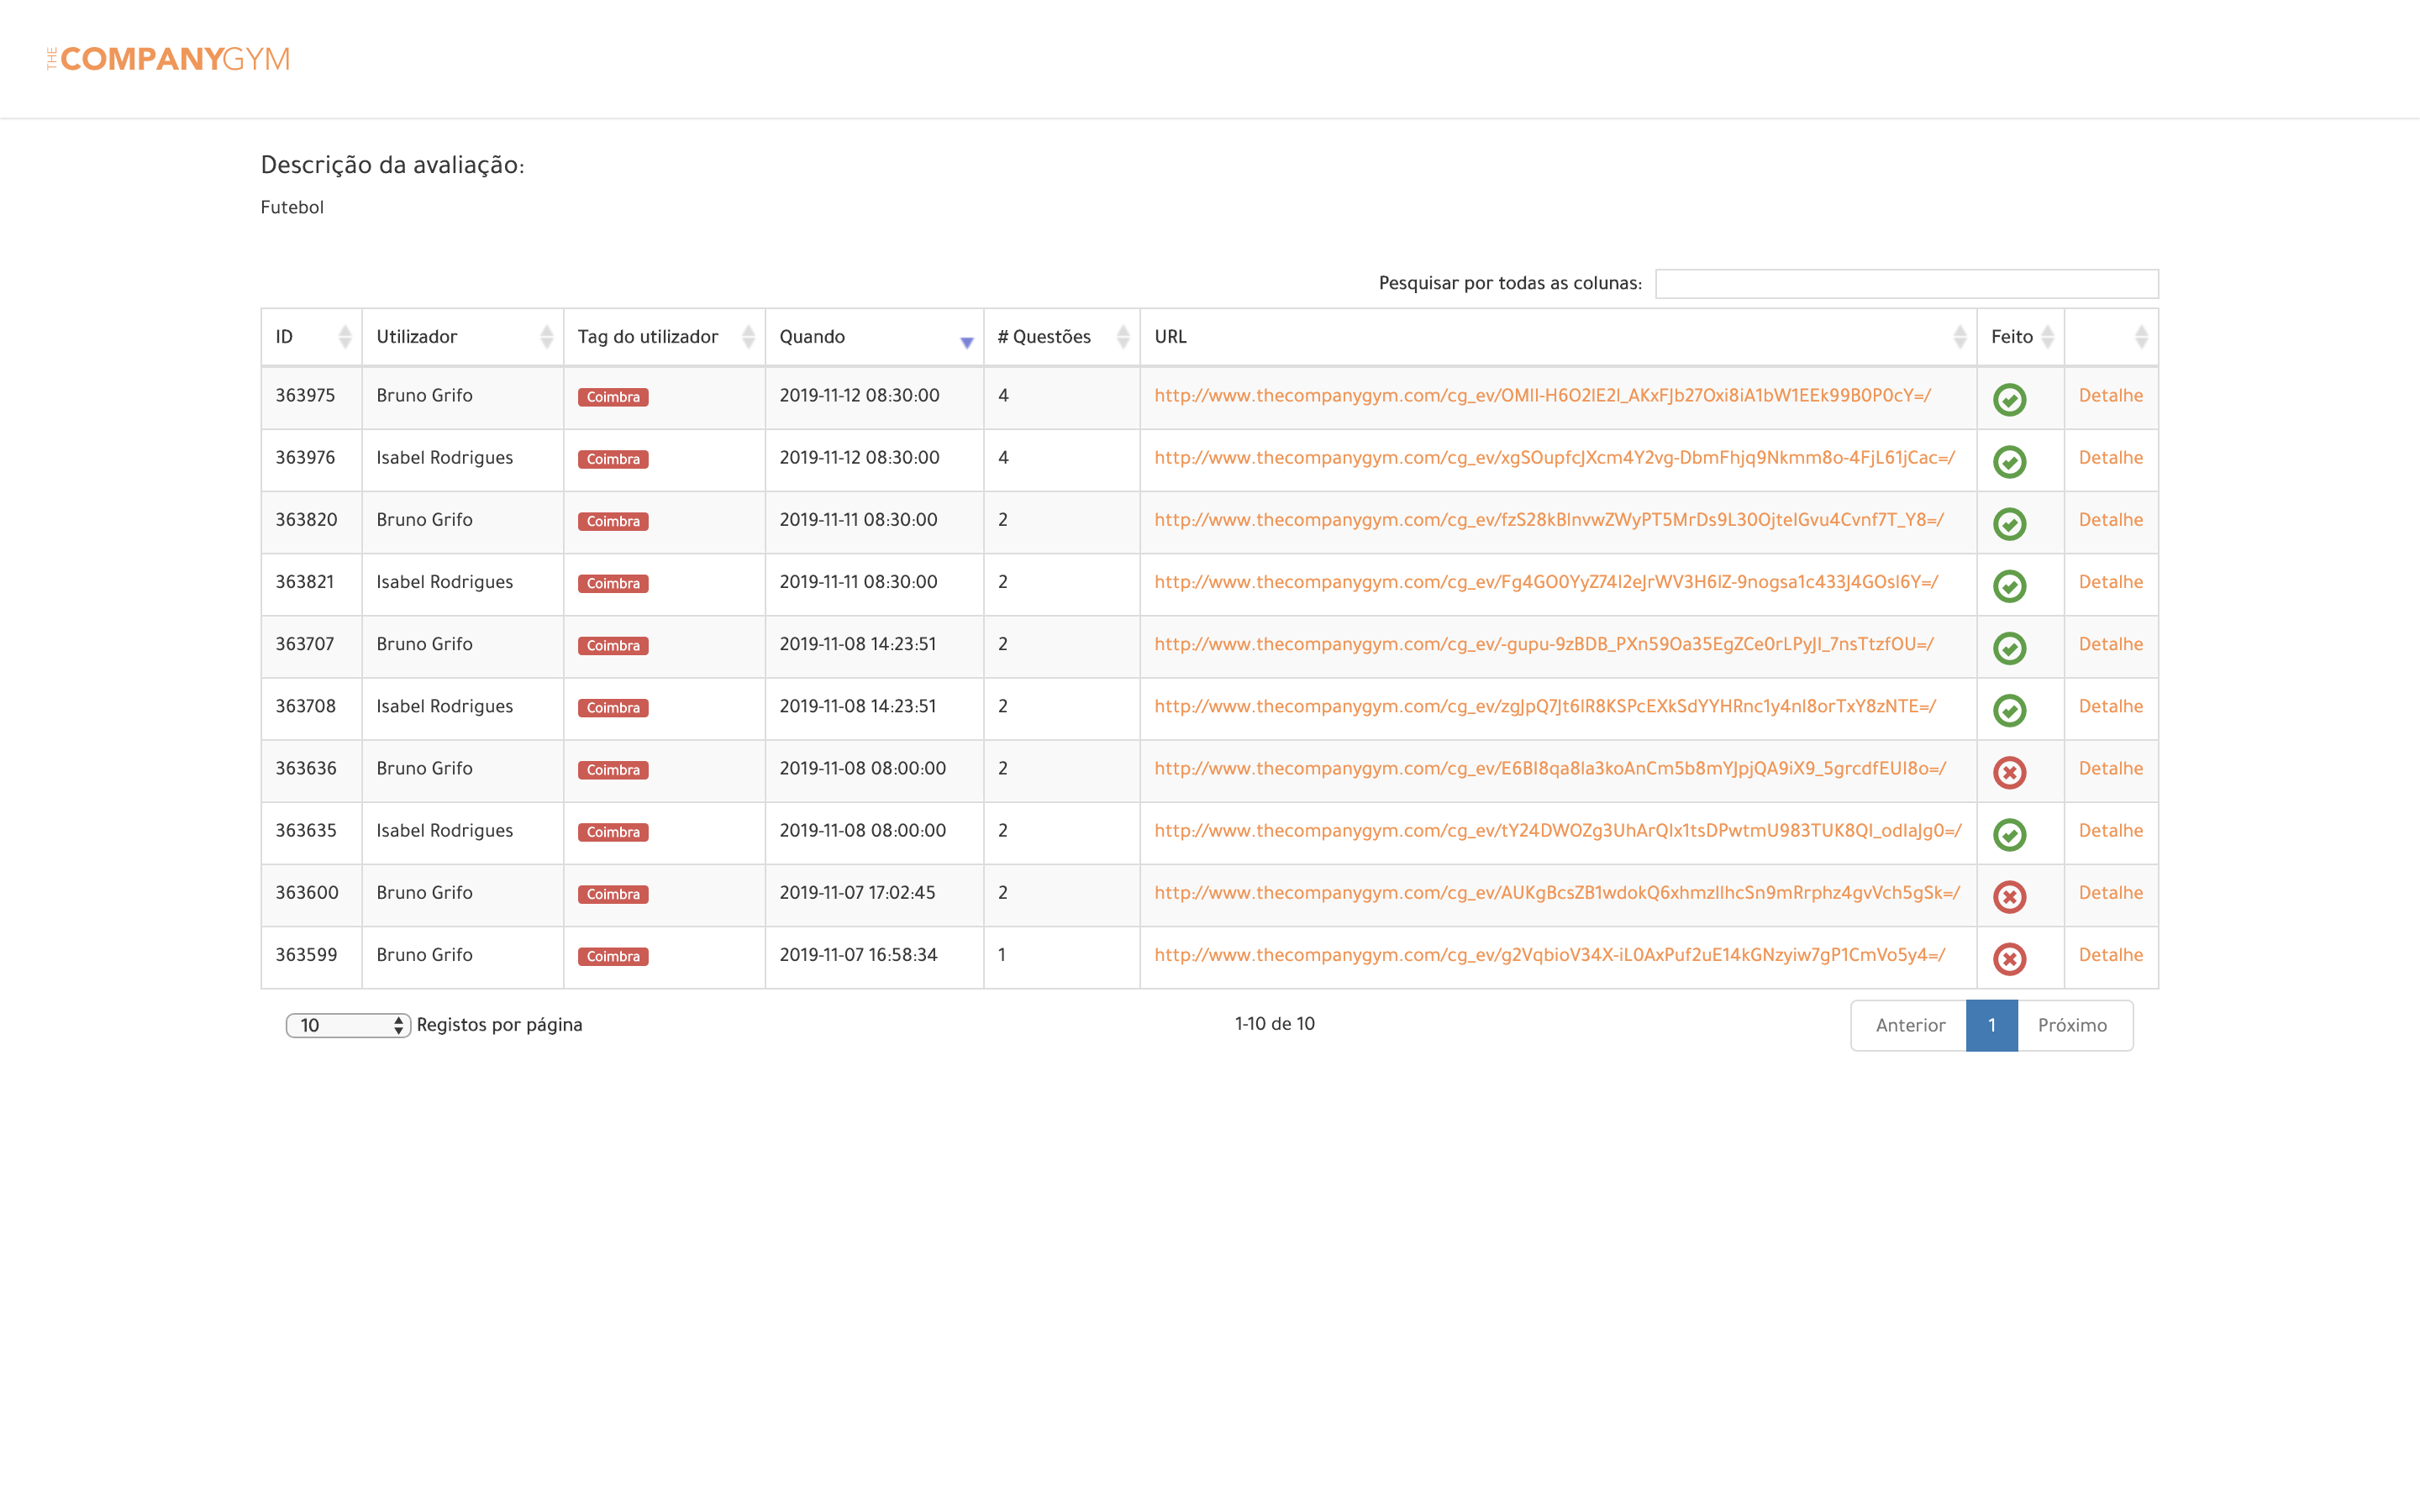 THE COMPANYGYM
Descrição da avaliação:
Futebol
Pesquisar por todas as colunas:
ID Utilizador Tag do utilizador Quando # Questões URL Feito
363975 Bruno Grifo Coimbra 2019-11-12 08:30:00 4 http://www.thecompanygym.com/cg_ev/OMII-H6O2IE2I_AKxFJb27Oxi8iA1bW1EEk99B0P0cY=/ Detalhe
363976 Isabel Rodrigues Coimbra 2019-11-12 08:30:00 4 http://www.thecompanygym.com/cg_ev/xgSOupfcJXcm4Y2vg-DbmFhjq9Nkmm8o-4FjL61jCac=/ Detalhe
363820 Bruno Grifo Coimbra 2019-11-11 08:30:00 2 http://www.thecompanygym.com/cg_ev/fzS28kBlnvwZWyPT5MrDs9L30OjteIGvu4Cvnf7T_Y8=/ Detalhe
363821 Isabel Rodrigues Coimbra 2019-11-11 08:30:00 2 http://www.thecompanygym.com/cg_ev/Fg4GO0YyZ74I2eJrWV3H6IZ-9nogsa1c433J4GOsI6Y=/ Detalhe
363707 Bruno Grifo Coimbra 2019-11-08 14:23:51 2 http://www.thecompanygym.com/cg_ev/-gupu-9zBDB_PXn59Oa35EgZCe0rLPyJI_7nsTtzfOU=/ Detalhe
363708 Isabel Rodrigues Coimbra 2019-11-08 14:23:51 2 http://www.thecompanygym.com/cg_ev/zgJpQ7Jt6IR8KSPcEXkSdYYHRnc1y4nI8orTxY8zNTE=/ Detalhe
363636 Bruno Grifo Coimbra 2019-11-08 08:00:00 2 http://www.thecompanygym.com/cg_ev/E6BI8qa8Ia3koAnCm5b8mYJpjQA9iX9_5grcdfEUI8o=/ Detalhe
363635 Isabel Rodrigues Coimbra 2019-11-08 08:00:00 2 http://www.thecompanygym.com/cg_ev/tY24DWOZg3UhArQIx1tsDPwtmU983TUK8QI_odIaJg0=/ Detalhe
363600 Bruno Grifo Coimbra 2019-11-07 17:02:45 2 http://www.thecompanygym.com/cg_ev/AUKgBcsZB1wdokQ6xhmzIIhcSn9mRrphz4gvVch5gSk=/ Detalhe
363599 Bruno Grifo Coimbra 2019-11-07 16:58:34 1 http://www.thecompanygym.com/cg_ev/g2VqbioV34X-iL0AxPuf2uE14kGNzyiw7gP1CmVo5y4=/ Detalhe
10 Registos por página 1-10 de 10 Anterior 1 Próximo